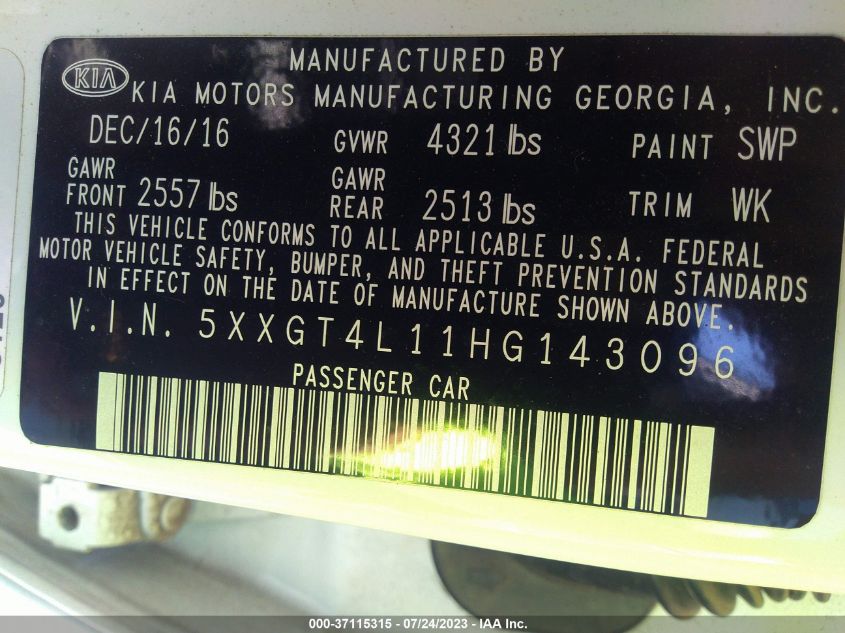 MANUFACTURED BY
KIA
KIA MOTORS MANUFACTURING GEORGIA, INC.
DEC/16/16 GVWR 4321 lbs PAINT SWP
GAWR FRONT 2557 lbs GAWR REAR 2513 lbs TRIM WK
THIS VEHICLE CONFORMS TO ALL APPLICABLE U.S.A. FEDERAL
MOTOR VEHICLE SAFETY, BUMPER, AND THEFT PREVENTION STANDARDS
IN EFFECT ON THE DATE OF MANUFACTURE SHOWN ABOVE.
V.I.N. 5XXGT4L11HG143096
PASSENGER CAR
000-37115315 - 07/24/2023 - IAA Inc.